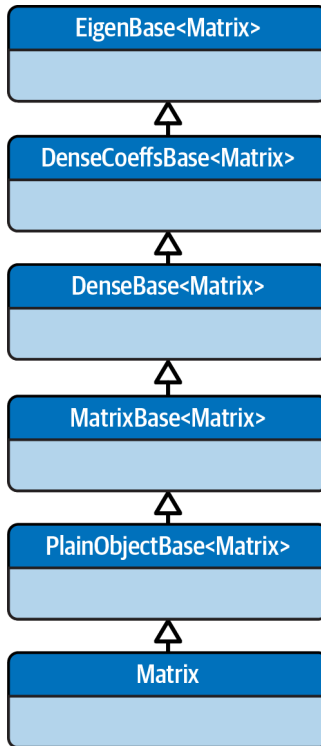 EigenBase<Matrix>
DenseCoeffsBase<Matrix>
DenseBase<Matrix>
MatrixBase<Matrix>
PlainObjectBase<Matrix>
Matrix